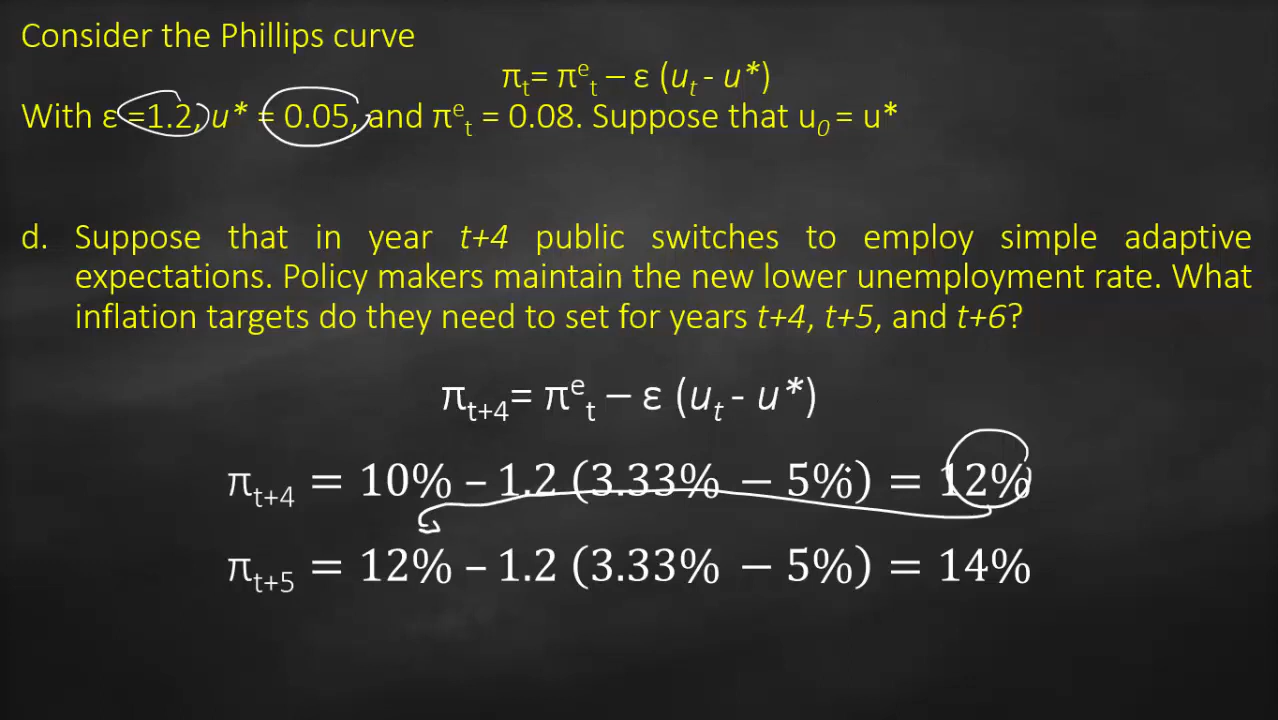 Consider the Phillips curve
πₜ= πᵉₜ – ε (uₜ - u*)
With ε =1.2, u* = 0.05, and πᵉₜ = 0.08. Suppose that u₀ = u*
d. Suppose that in year t+4 public switches to employ simple adaptive
expectations. Policy makers maintain the new lower unemployment rate. What
inflation targets do they need to set for years t+4, t+5, and t+6?
πₜ₊₄= πᵉₜ – ε (uₜ - u*)
πₜ₊₄ = 10% – 1.2 (3.33% – 5%) = 12%
πₜ₊₅ = 12% – 1.2 (3.33% – 5%) = 14%